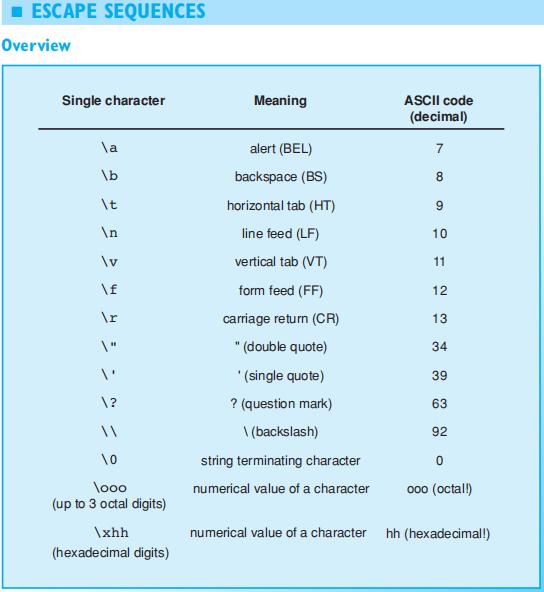 ESCAPE SEQUENCES
Overview
Single character Meaning ASCII code
(decimal)
\a alert (BEL) 7
\b backspace (BS) 8
\t horizontal tab (HT) 9
\n line feed (LF) 10
\v vertical tab (VT) 11
\f form feed (FF) 12
\r carriage return (CR) 13
\" " (double quote) 34
\' ' (single quote) 39
\? ? (question mark) 63
\\ \ (backslash) 92
\0 string terminating character 0
\ooo numerical value of a character ooo (octal!)
(up to 3 octal digits)
\xhh numerical value of a character hh (hexadecimal!)
(hexadecimal digits)